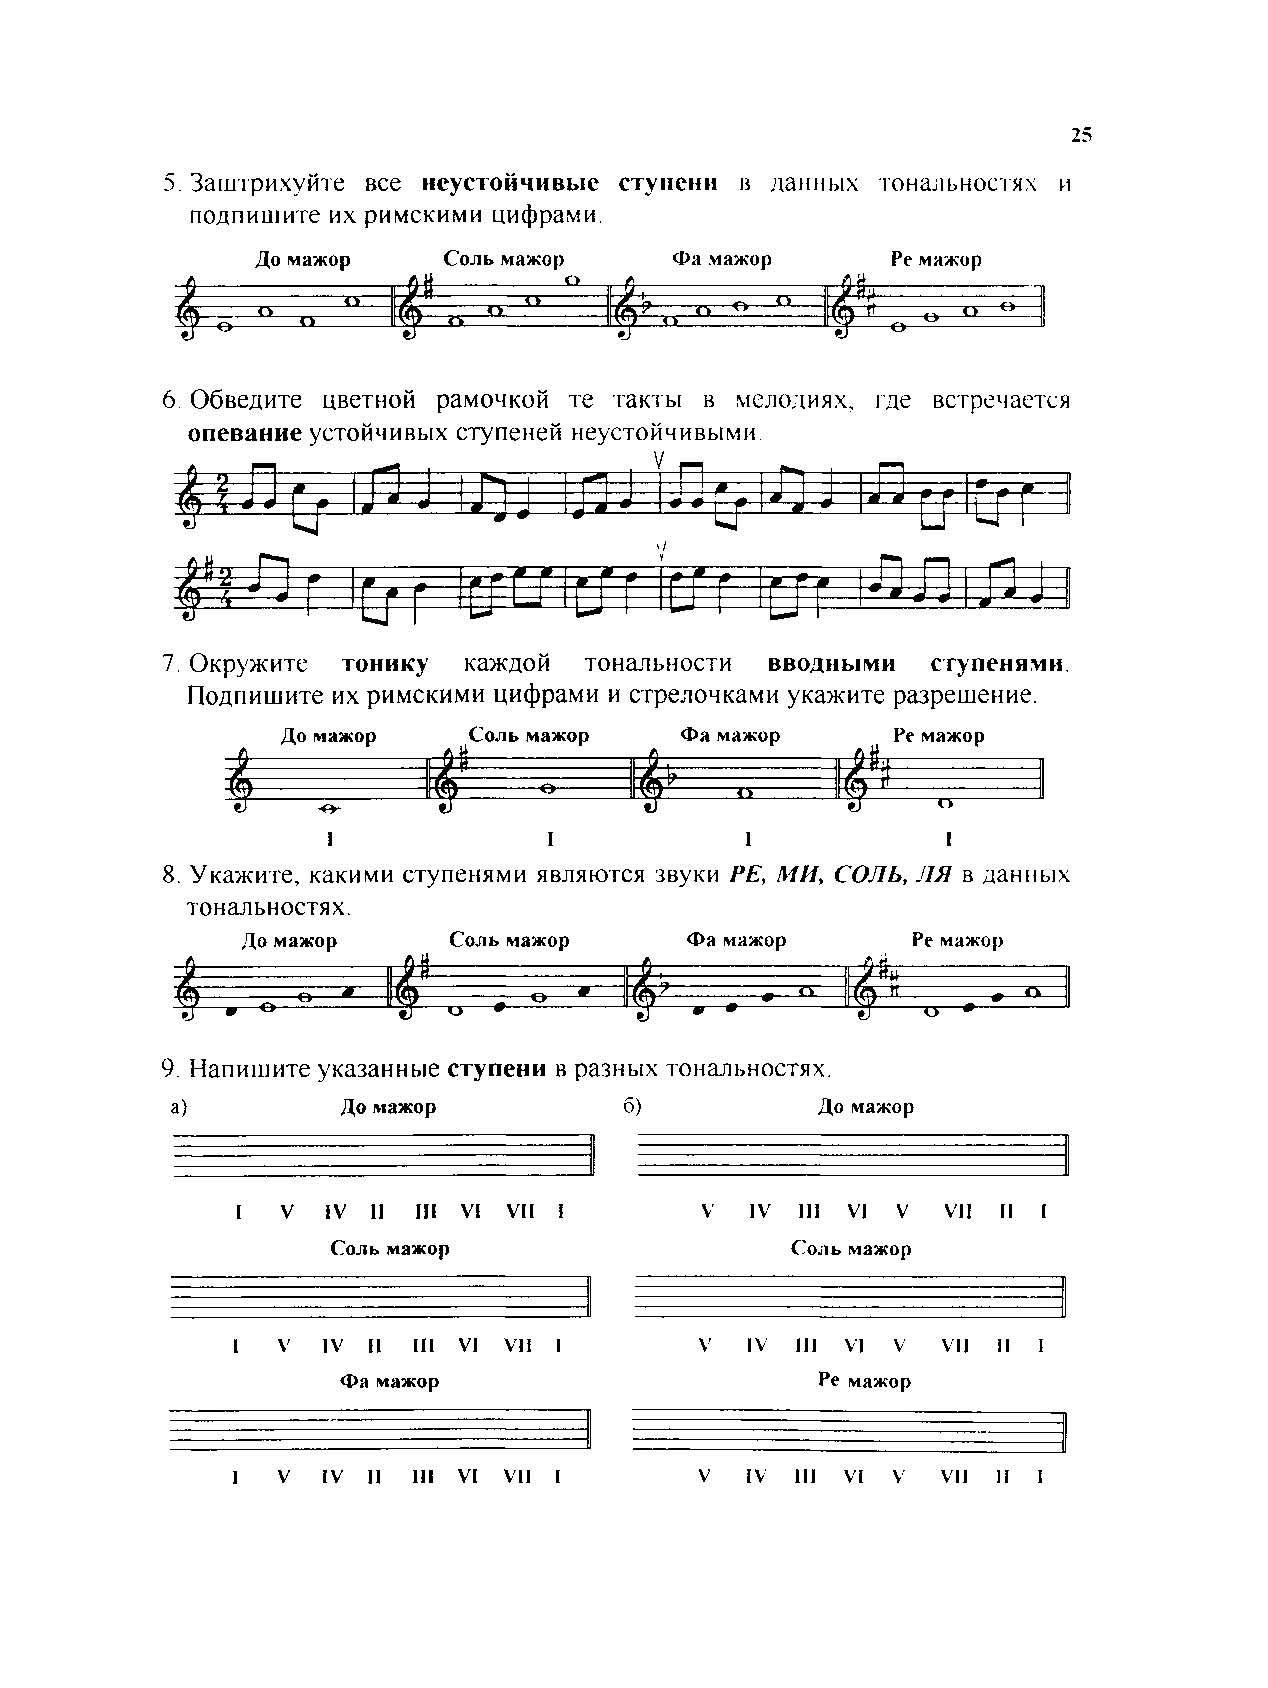 25
5. Заштрихуйте все неустойчивые ступени в данных тональностях и
подпишите их римскими цифрами.
До мажор Соль мажор Фа мажор Ре мажор
6. Обведите цветной рамочкой те такты в мелодиях, где встречается
опевание устойчивых ступеней неустойчивыми.
2 4 V
2 4 V
7. Окружите тонику каждой тональности вводными ступенями.
Подпишите их римскими цифрами и стрелочками укажите разрешение.
До мажор Соль мажор Фа мажор Ре мажор
I I I I
8. Укажите, какими ступенями являются звуки РЕ, МИ, СОЛЬ, ЛЯ в данных
тональностях.
До мажор Соль мажор Фа мажор Ре мажор
9. Напишите указанные ступени в разных тональностях.
а) До мажор б) До мажор
I V IV II III VI VII I V IV III VI V VII II I
Соль мажор Соль мажор
I V IV II III VI VII I V IV III VI V VII II I
Фа мажор Ре мажор
I V IV II III VI VII I V IV III VI V VII II I